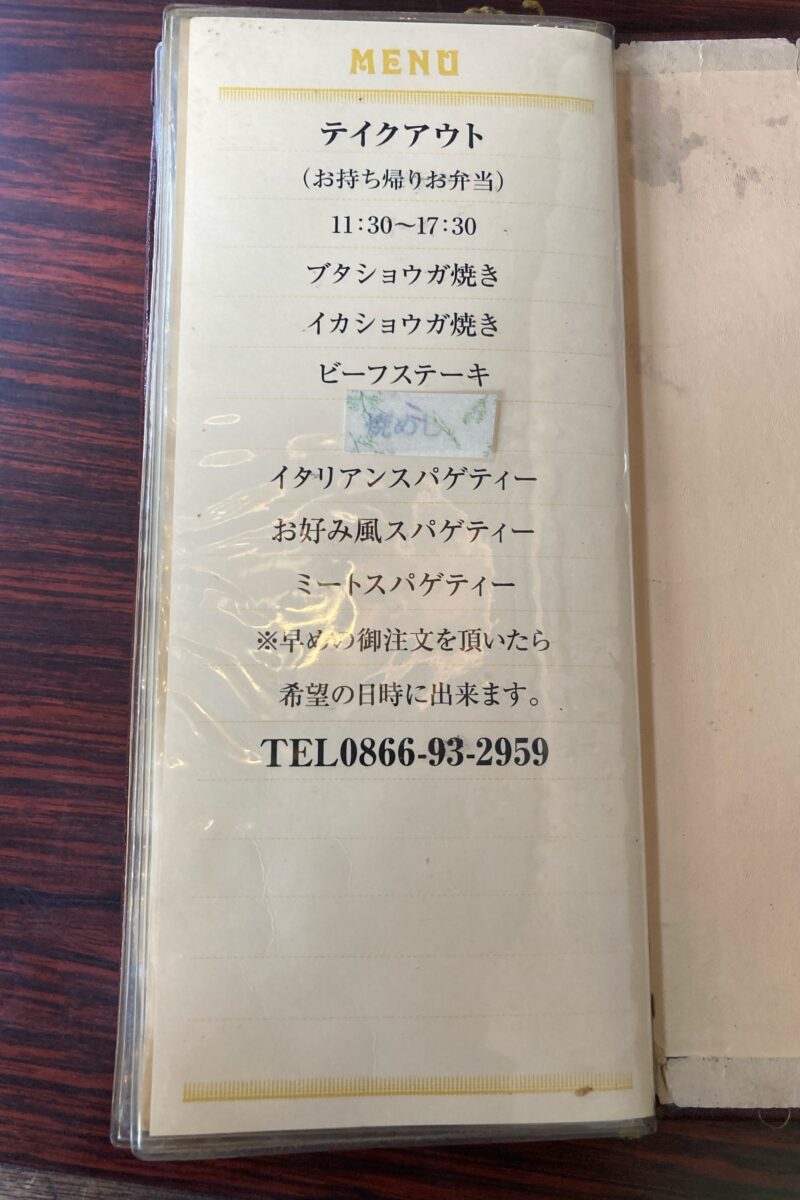 MENU
テイクアウト
(お持ち帰りお弁当)
11:30〜17:30
ブタショウガ焼き
イカショウガ焼き
ビーフステーキ
焼めし
イタリアンスパゲティー
お好み風スパゲティー
ミートスパゲティー
※早めの御注文を頂いたら
希望の日時に出来ます。
TEL0866-93-2959